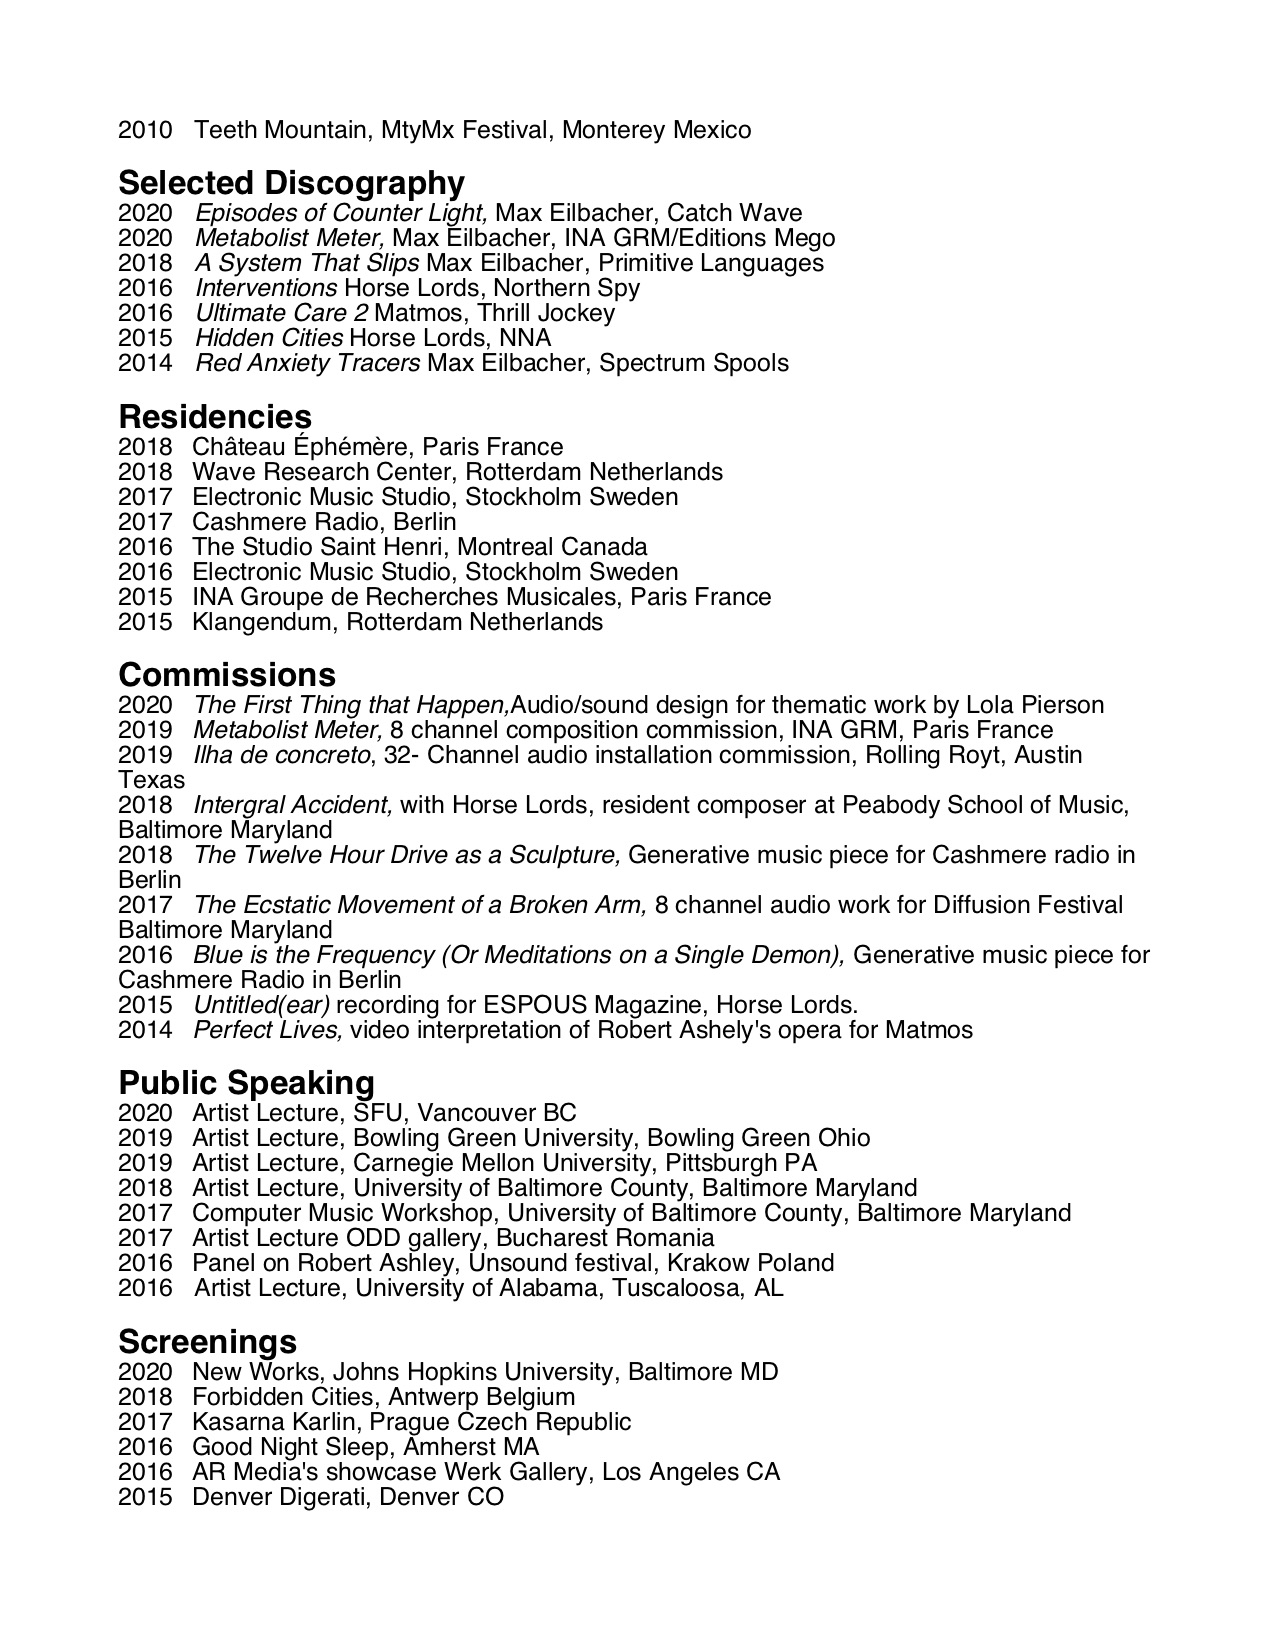 2010 Teeth Mountain, MtyMx Festival, Monterey Mexico
Selected Discography
2020 Episodes of Counter Light, Max Eilbacher, Catch Wave
2020 Metabolist Meter, Max Eilbacher, INA GRM/Editions Mego
2018 A System That Slips Max Eilbacher, Primitive Languages
2016 Interventions Horse Lords, Northern Spy
2016 Ultimate Care 2 Matmos, Thrill Jockey
2015 Hidden Cities Horse Lords, NNA
2014 Red Anxiety Tracers Max Eilbacher, Spectrum Spools
Residencies
2018 Château Éphémère, Paris France
2018 Wave Research Center, Rotterdam Netherlands
2017 Electronic Music Studio, Stockholm Sweden
2017 Cashmere Radio, Berlin
2016 The Studio Saint Henri, Montreal Canada
2016 Electronic Music Studio, Stockholm Sweden
2015 INA Groupe de Recherches Musicales, Paris France
2015 Klangendum, Rotterdam Netherlands
Commissions
2020 The First Thing that Happen,Audio/sound design for thematic work by Lola Pierson
2019 Metabolist Meter, 8 channel composition commission, INA GRM, Paris France
2019 Ilha de concreto, 32- Channel audio installation commission, Rolling Royt, Austin
Texas
2018 Intergral Accident, with Horse Lords, resident composer at Peabody School of Music,
Baltimore Maryland
2018 The Twelve Hour Drive as a Sculpture, Generative music piece for Cashmere radio in
Berlin
2017 The Ecstatic Movement of a Broken Arm, 8 channel audio work for Diffusion Festival
Baltimore Maryland
2016 Blue is the Frequency (Or Meditations on a Single Demon), Generative music piece for
Cashmere Radio in Berlin
2015 Untitled(ear) recording for ESPOUS Magazine, Horse Lords.
2014 Perfect Lives, video interpretation of Robert Ashely's opera for Matmos
Public Speaking
2020 Artist Lecture, SFU, Vancouver BC
2019 Artist Lecture, Bowling Green University, Bowling Green Ohio
2019 Artist Lecture, Carnegie Mellon University, Pittsburgh PA
2018 Artist Lecture, University of Baltimore County, Baltimore Maryland
2017 Computer Music Workshop, University of Baltimore County, Baltimore Maryland
2017 Artist Lecture ODD gallery, Bucharest Romania
2016 Panel on Robert Ashley, Unsound festival, Krakow Poland
2016 Artist Lecture, University of Alabama, Tuscaloosa, AL
Screenings
2020 New Works, Johns Hopkins University, Baltimore MD
2018 Forbidden Cities, Antwerp Belgium
2017 Kasarna Karlin, Prague Czech Republic
2016 Good Night Sleep, Amherst MA
2016 AR Media's showcase Werk Gallery, Los Angeles CA
2015 Denver Digerati, Denver CO